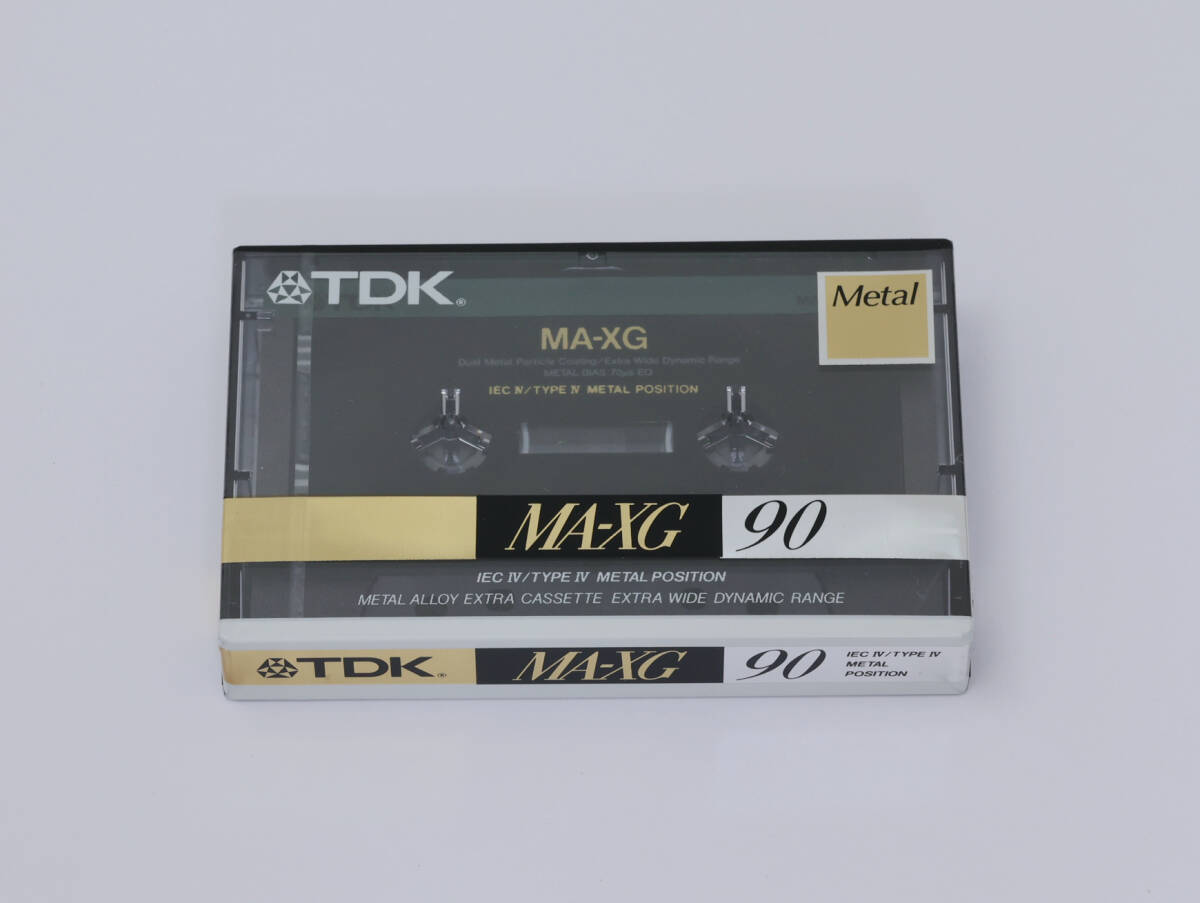 TDK®
Metal
MA-XG
Dual Metal Particle Coating/Extra Wide Dynamic Range
METAL BIAS 70μs EQ
IEC IV/TYPE IV METAL POSITION
MA-XG 90
IEC IV/TYPE IV METAL POSITION
METAL ALLOY EXTRA CASSETTE EXTRA WIDE DYNAMIC RANGE
TDK® MA-XG 90
IEC IV/TYPE IV
METAL
POSITION